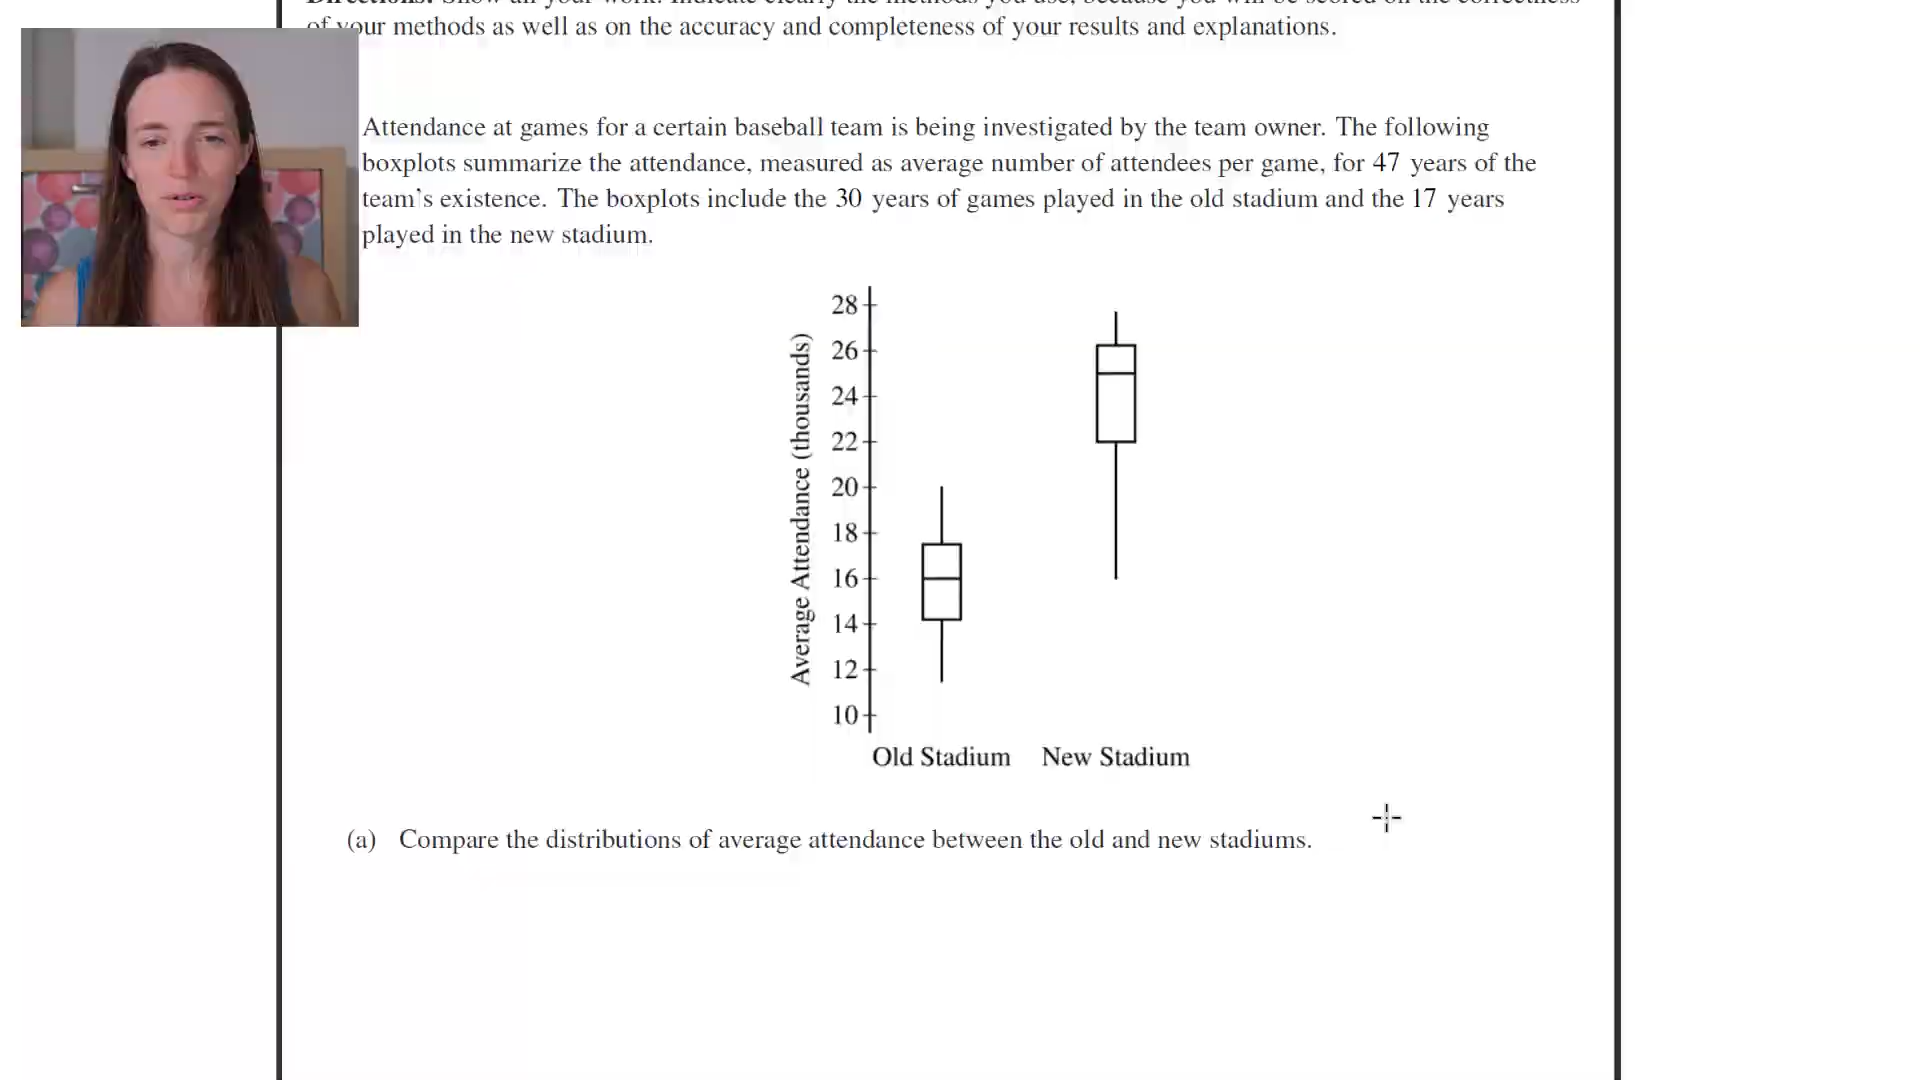 of your methods as well as on the accuracy and completeness of your results and explanations.
Attendance at games for a certain baseball team is being investigated by the team owner. The following
boxplots summarize the attendance, measured as average number of attendees per game, for 47 years of the
team's existence. The boxplots include the 30 years of games played in the old stadium and the 17 years
played in the new stadium.
Average Attendance (thousands)
28
26
24
22
20
18
16
14
12
10
Old Stadium New Stadium
(a) Compare the distributions of average attendance between the old and new stadiums.